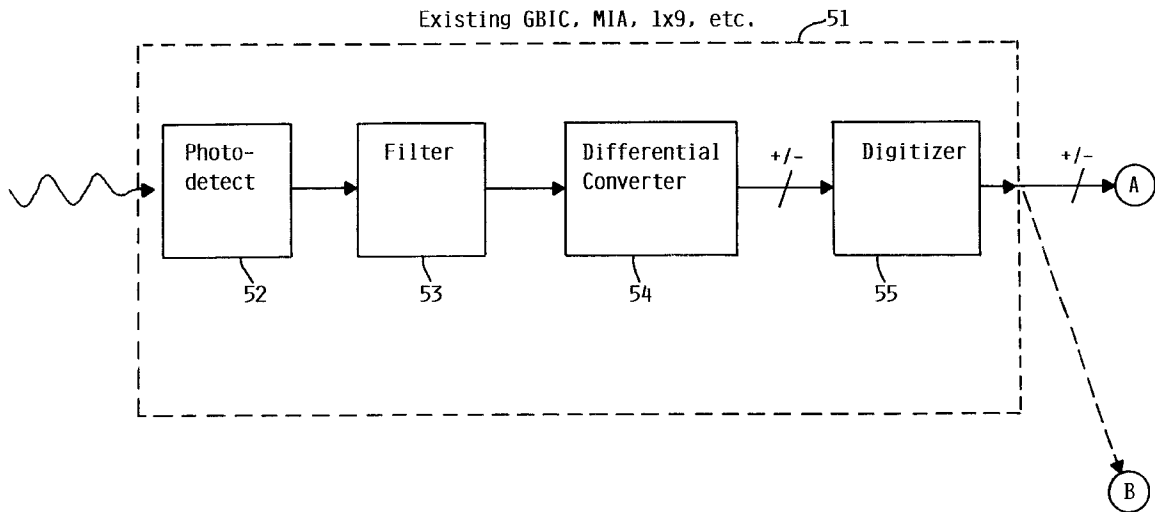 Existing GBIC, MIA, 1x9, etc.
51
Photo-
detect
Filter
Differential
Converter
+/-
Digitizer
+/-
A
52
53
54
55
B